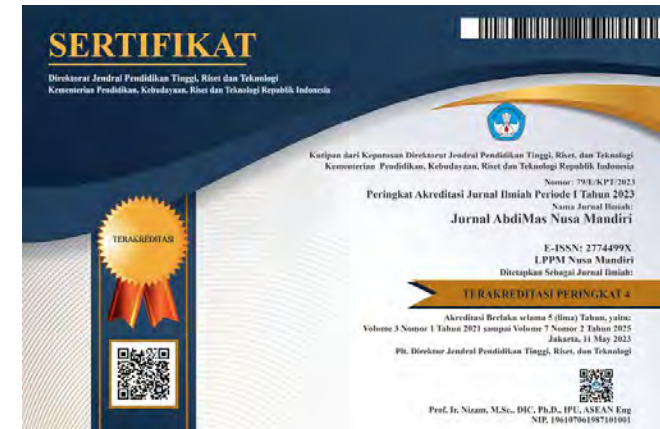 SERTIFIKAT
Direktorat Jendral Pendidikan Tinggi, Riset dan Teknologi
Kementerian Pendidikan, Kebudayaan, Riset dan Teknologi Republik Indonesia
Kutipan dari Keputusan Direktorat Jendral Pendidikan Tinggi, Riset, dan Teknologi
Kementerian Pendidikan, Kebudayaan, Riset dan Teknologi Republik Indonesia
Nomor: 79/E/KPT/2023
Peringkat Akreditasi Jurnal Ilmiah Periode I Tahun 2023
Nama Jurnal Ilmiah:
Jurnal AbdiMas Nusa Mandiri
E-ISSN: 2774499X
LPPM Nusa Mandiri
Ditetapkan Sebagai Jurnal Ilmiah:
TERAKREDITASI
TERAKREDITASI PERINGKAT 4
Akreditasi Berlaku selama 5 (lima) Tahun, yaitu:
Volume 3 Nomor 1 Tahun 2021 sampai Volume 7 Nomor 2 Tahun 2025
Jakarta, 11 May 2023
Plt. Direktur Jendral Pendidikan Tinggi, Riset, dan Teknologi
Prof. Ir. Nizam, M.Sc., DIC, Ph.D., IPU, ASEAN Eng
NIP. 196107061987101001